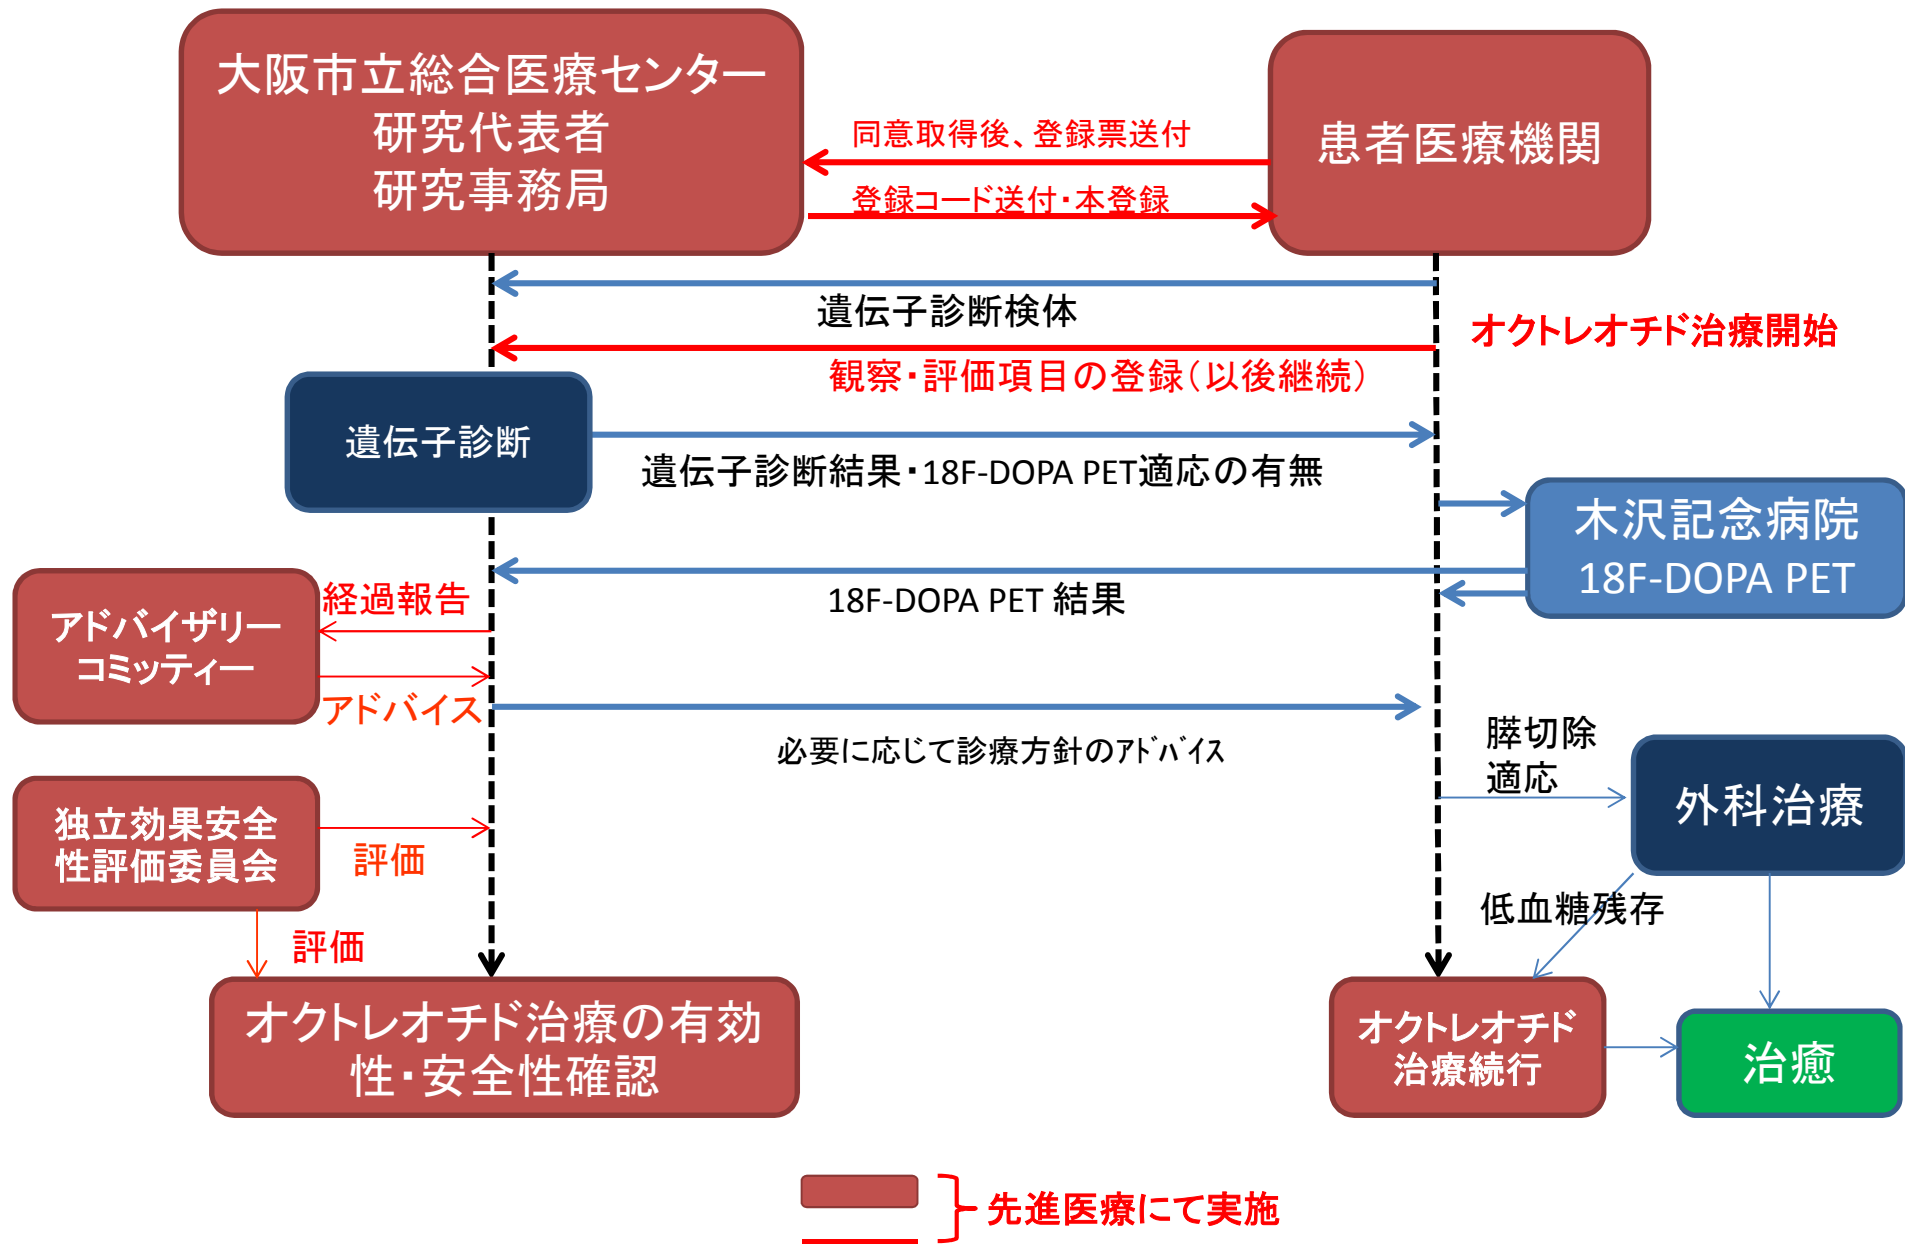 大阪市立総合医療センター
研究代表者
研究事務局
同意取得後、登録票送付
登録コード送付・本登録
患者医療機関
遺伝子診断検体
オクトレオチド治療開始
観察・評価項目の登録(以後継続)
遺伝子診断
遺伝子診断結果・18F-DOPA PET適応の有無
木沢記念病院
18F-DOPA PET
18F-DOPA PET 結果
経過報告
アドバイザリー
コミッティー
アドバイス
必要に応じて診療方針のアドバイス
膵切除
適応
外科治療
独立効果安全
性評価委員会
評価
低血糖残存
評価
オクトレオチド治療の有効
性・安全性確認
オクトレオチド
治療続行
治癒
先進医療にて実施